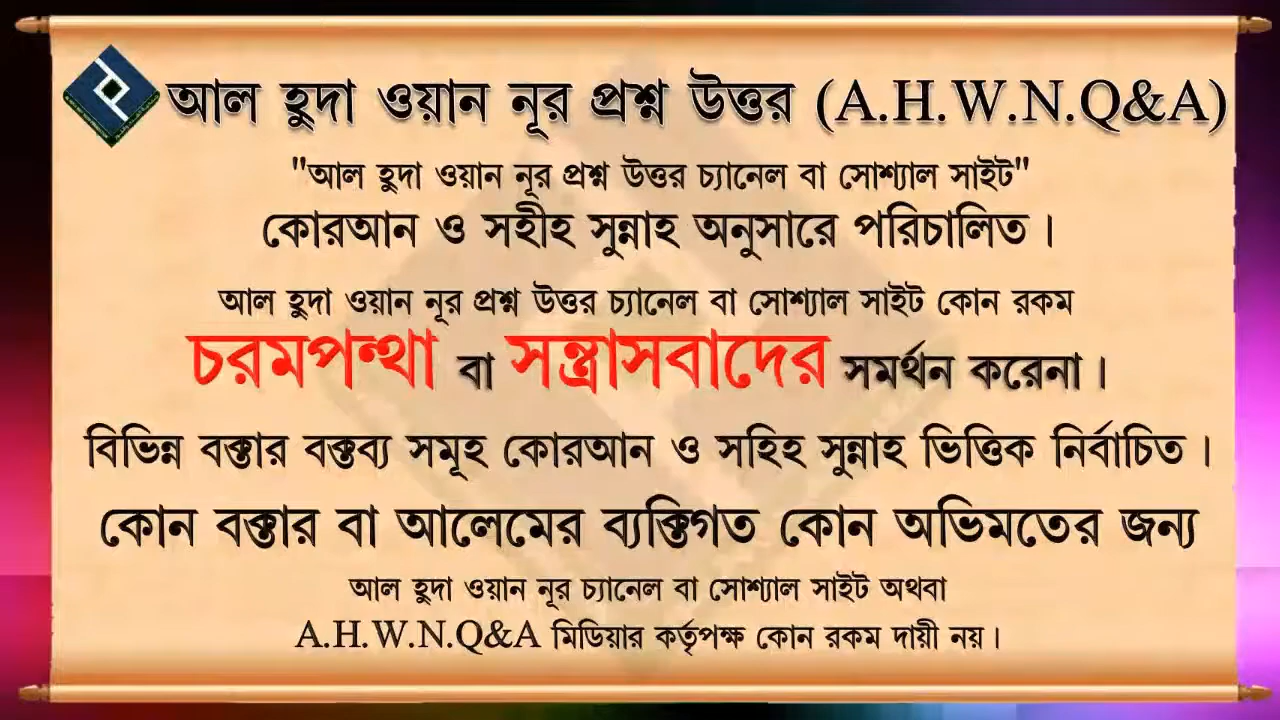 আল হুদা ওয়ান নূর প্রশ্ন উত্তর (A.H.W.N.Q&A)
"আল হুদা ওয়ান নূর প্রশ্ন উত্তর চ্যানেল বা সোশ্যাল সাইট"
কোরআন ও সহীহ সুন্নাহ অনুসারে পরিচালিত।
আল হুদা ওয়ান নূর প্রশ্ন উত্তর চ্যানেল বা সোশ্যাল সাইট কোন রকম
চরমপন্থা বা সন্ত্রাসবাদের সমর্থন করেনা।
বিভিন্ন বক্তার বক্তব্য সমূহ কোরআন ও সহিহ সুন্নাহ ভিত্তিক নির্বাচিত।
কোন বক্তার বা আলেমের ব্যক্তিগত কোন অভিমতের জন্য
আল হুদা ওয়ান নূর চ্যানেল বা সোশ্যাল সাইট অথবা
A.H.W.N.Q&A মিডিয়ার কর্তৃপক্ষ কোন রকম দায়ী নয়।